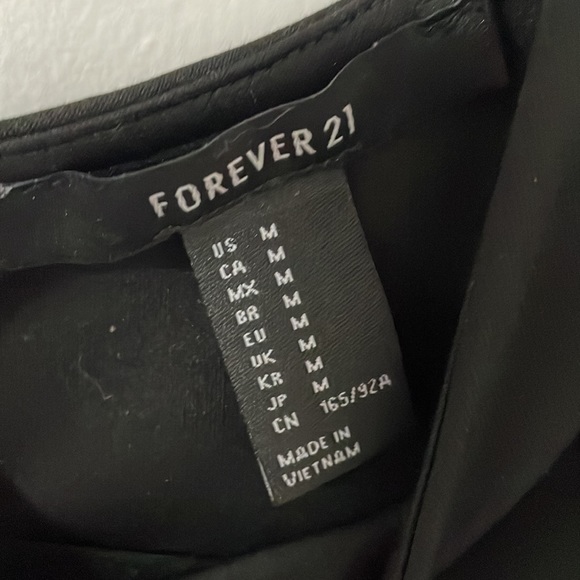 FOREVER 21
US M
CA M
MX M
BR M
EU M
UK M
KR M
JP M
CN 165/92A
MADE IN
VIETNAM